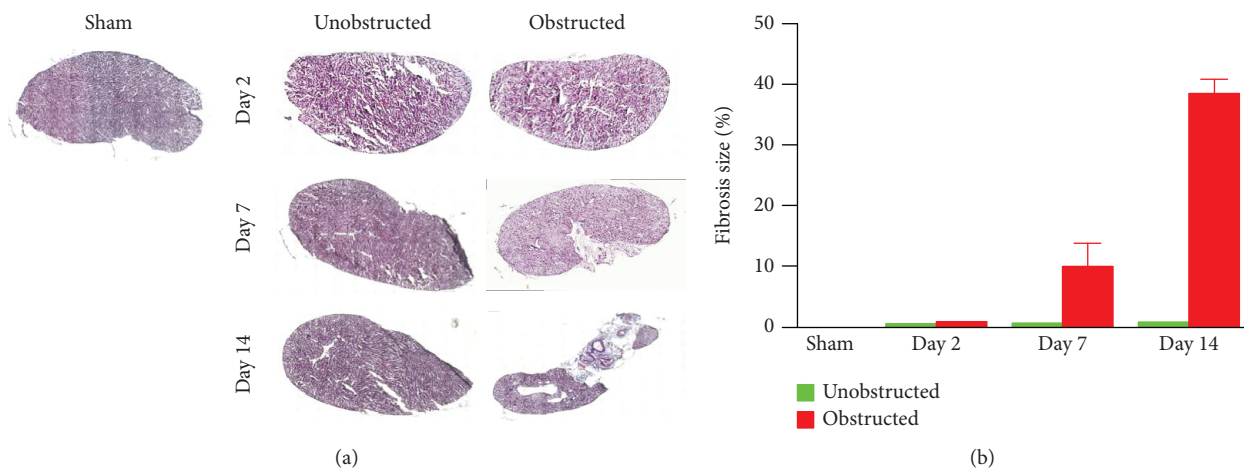 Sham
Unobstructed
Obstructed
Day 2
Day 7
Day 14
(a)
50
40
30
20
10
0
Fibrosis size (%)
Sham
Day 2
Day 7
Day 14
Unobstructed
Obstructed
(b)